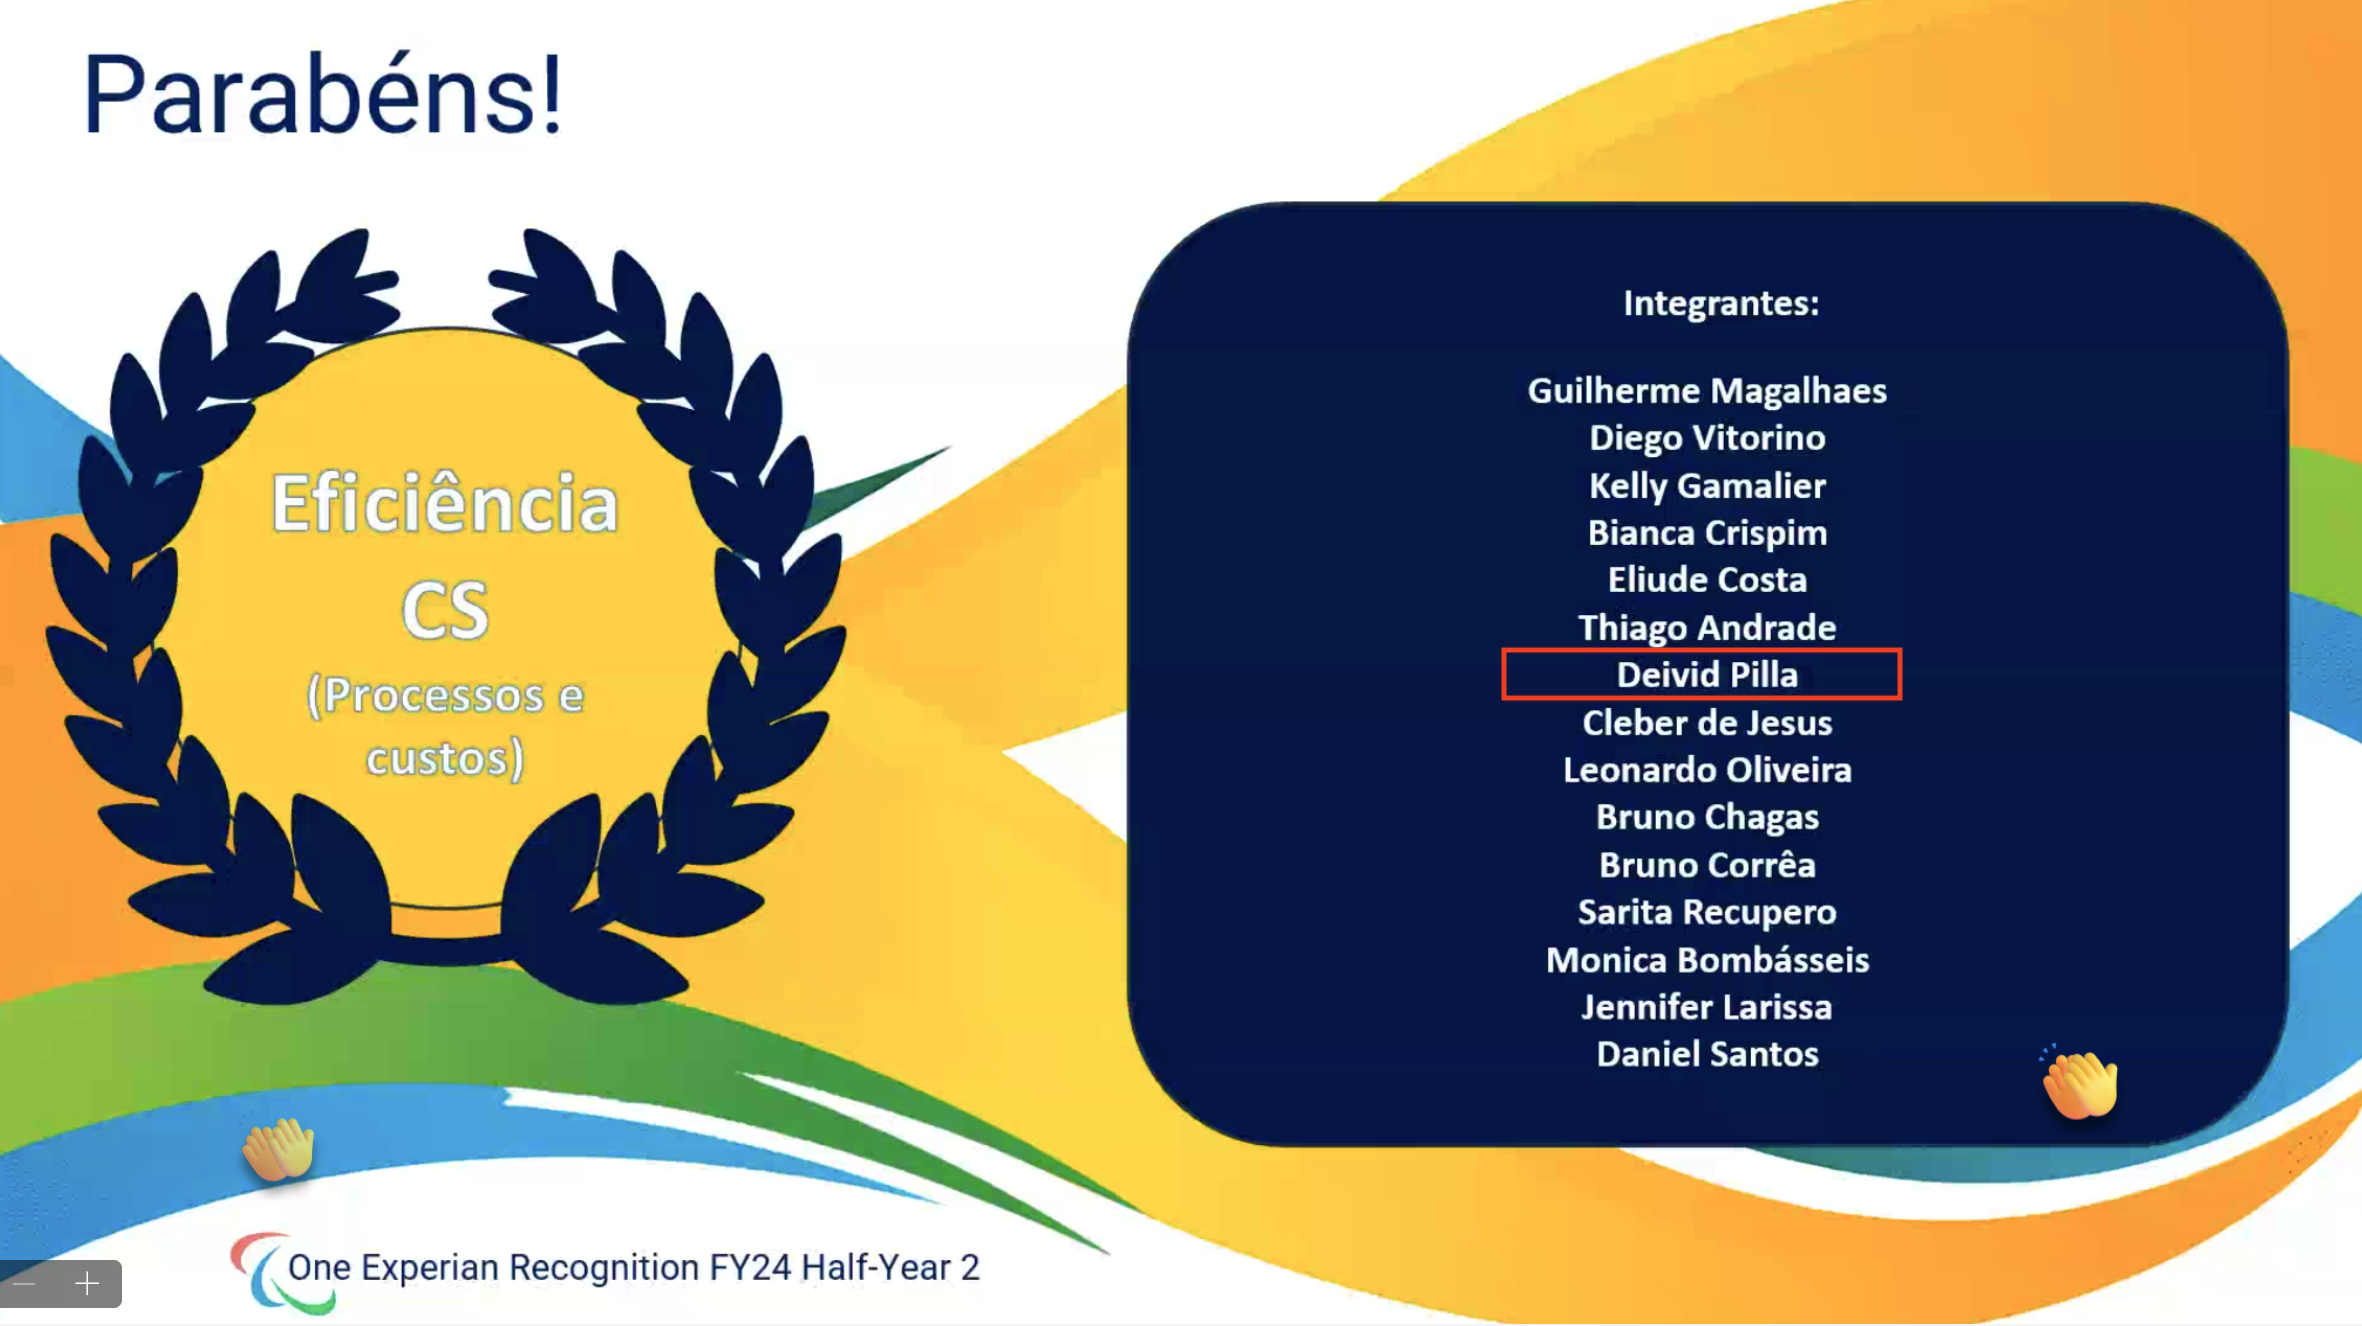 Parabéns!
Eficiência
CS
(Processos e
custos)
Integrantes:
Guilherme Magalhaes
Diego Vitorino
Kelly Gamalier
Bianca Crispim
Eliude Costa
Thiago Andrade
Deivid Pilla
Cleber de Jesus
Leonardo Oliveira
Bruno Chagas
Bruno Corrêa
Sarita Recupero
Monica Bombásseis
Jennifer Larissa
Daniel Santos
One Experian Recognition FY24 Half-Year 2